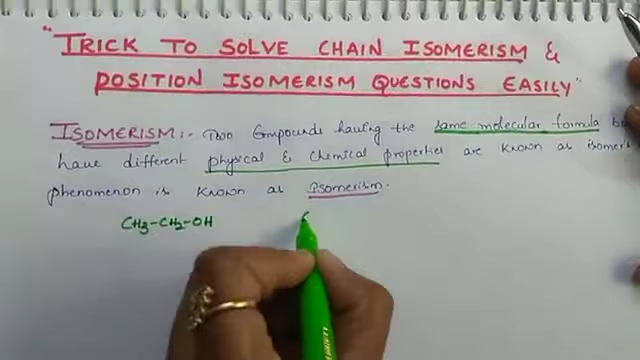 "TRICK TO SOLVE CHAIN ISOMERISM &
POSITION ISOMERISM QUESTIONS EASILY"
ISOMERISM:- Two Compounds having the same molecular formula
have different physical & chemical properties are known as
phenomenon is known as Isomerism.
CH3-CH2-OH